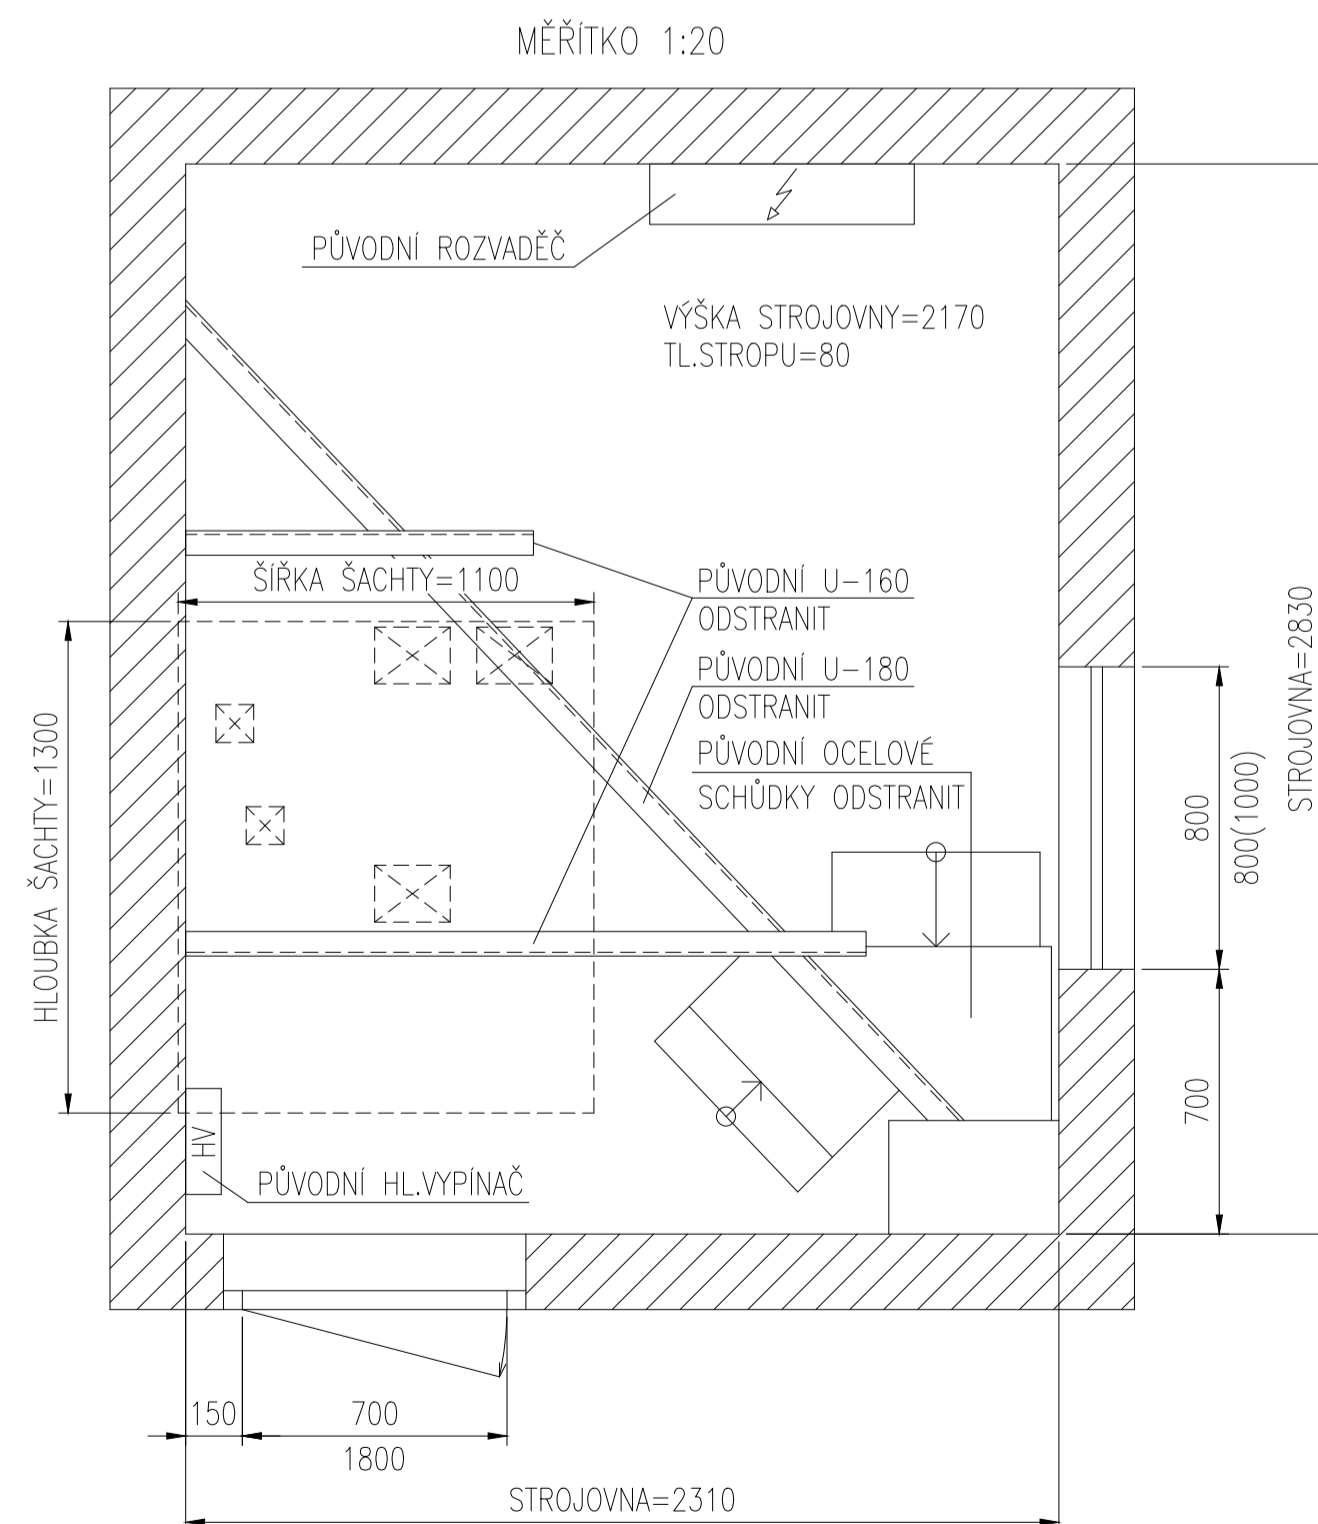 MĚŘÍTKO 1:20
PŮVODNÍ ROZVADĚČ
VÝŠKA STROJOVNY=2170
TL.STROPU=80
ŠÍŘKA ŠACHTY=1100
PŮVODNÍ U-160
ODSTRANIT
PŮVODNÍ U-180
ODSTRANIT
PŮVODNÍ OCELOVÉ
SCHŮDKY ODSTRANIT
HLOUBKA ŠACHTY=1300
800
800(1000)
STROJOVNA=2830
700
HV
PŮVODNÍ HL.VYPÍNAČ
150
700
1800
STROJOVNA=2310